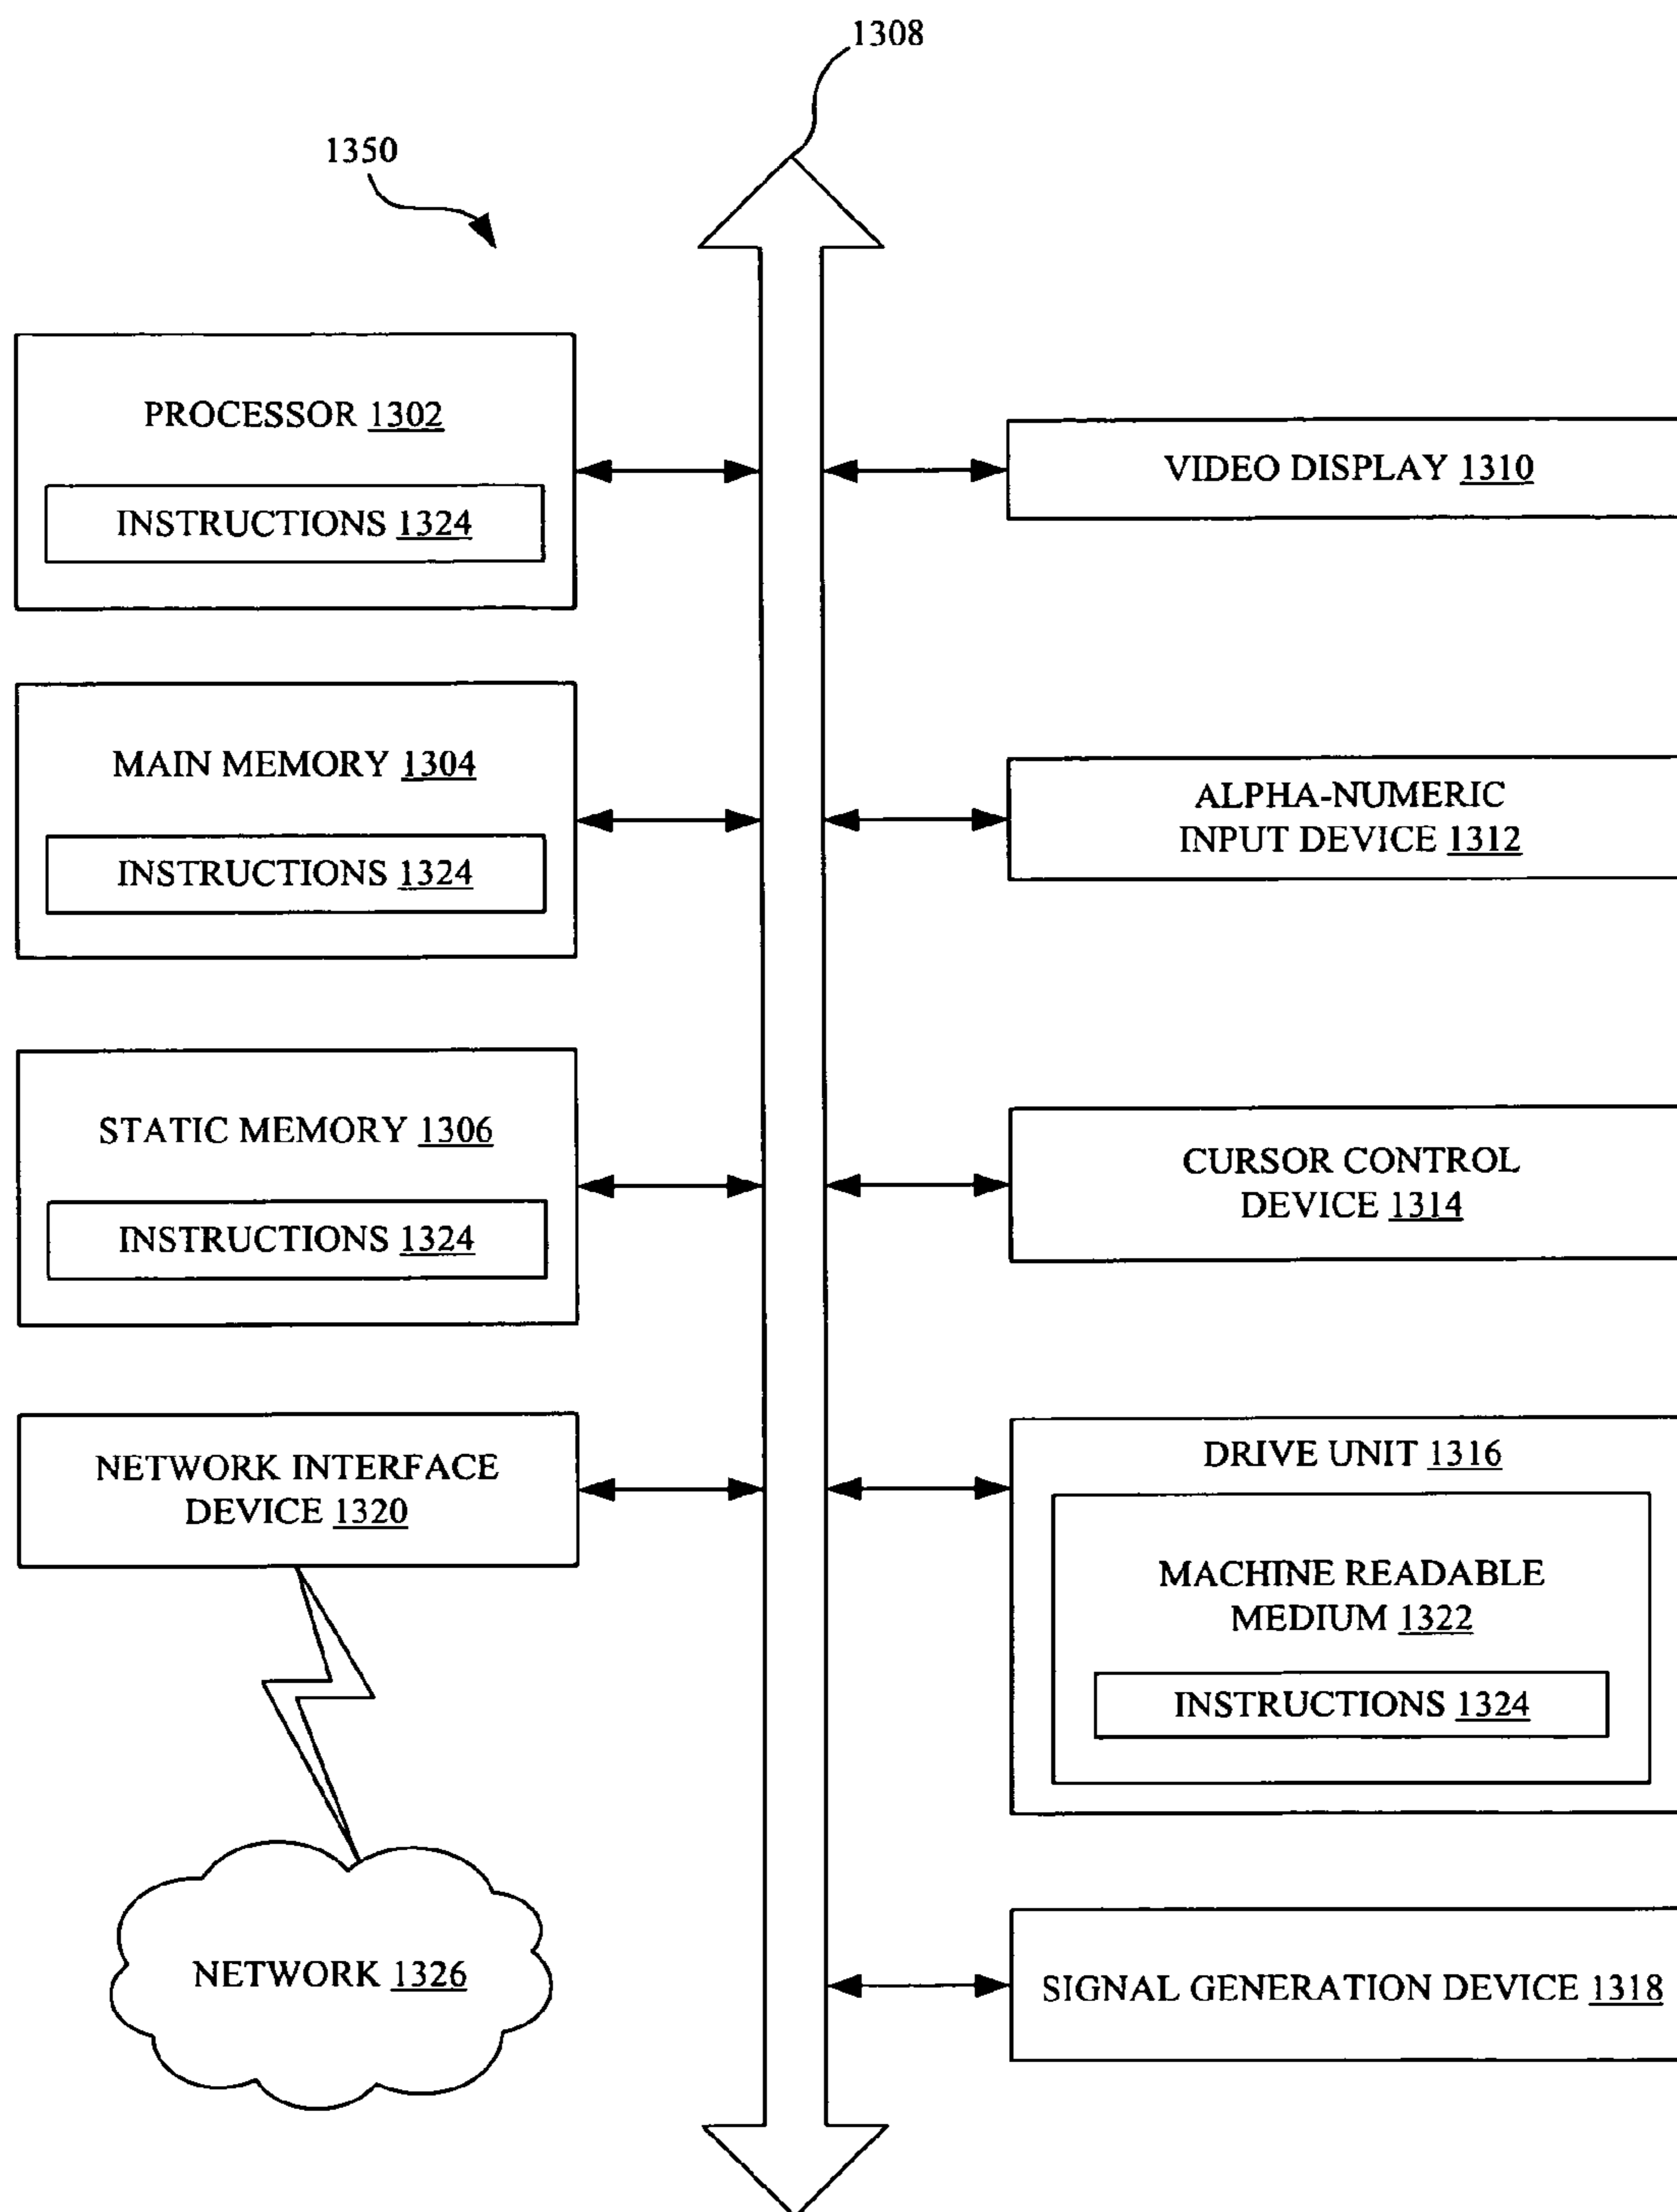 1308
1350
PROCESSOR 1302
INSTRUCTIONS 1324
MAIN MEMORY 1304
INSTRUCTIONS 1324
STATIC MEMORY 1306
INSTRUCTIONS 1324
NETWORK INTERFACE
DEVICE 1320
NETWORK 1326
VIDEO DISPLAY 1310
ALPHA-NUMERIC
INPUT DEVICE 1312
CURSOR CONTROL
DEVICE 1314
DRIVE UNIT 1316
MACHINE READABLE
MEDIUM 1322
INSTRUCTIONS 1324
SIGNAL GENERATION DEVICE 1318